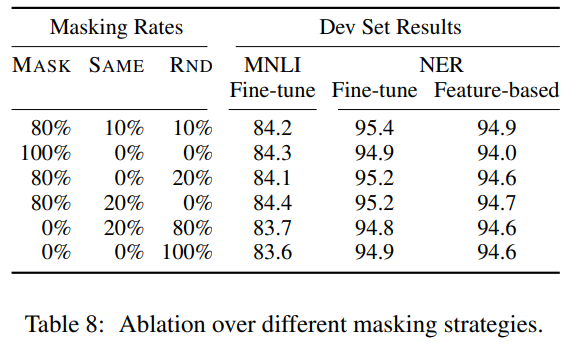 Masking Rates Dev Set Results
MASK SAME RND MNLI NER
Fine-tune Fine-tune Feature-based
80% 10% 10% 84.2 95.4 94.9
100% 0% 0% 84.3 94.9 94.0
80% 0% 20% 84.1 95.2 94.6
80% 20% 0% 84.4 95.2 94.7
0% 20% 80% 83.7 94.8 94.6
0% 0% 100% 83.6 94.9 94.6
Table 8: Ablation over different masking strategies.